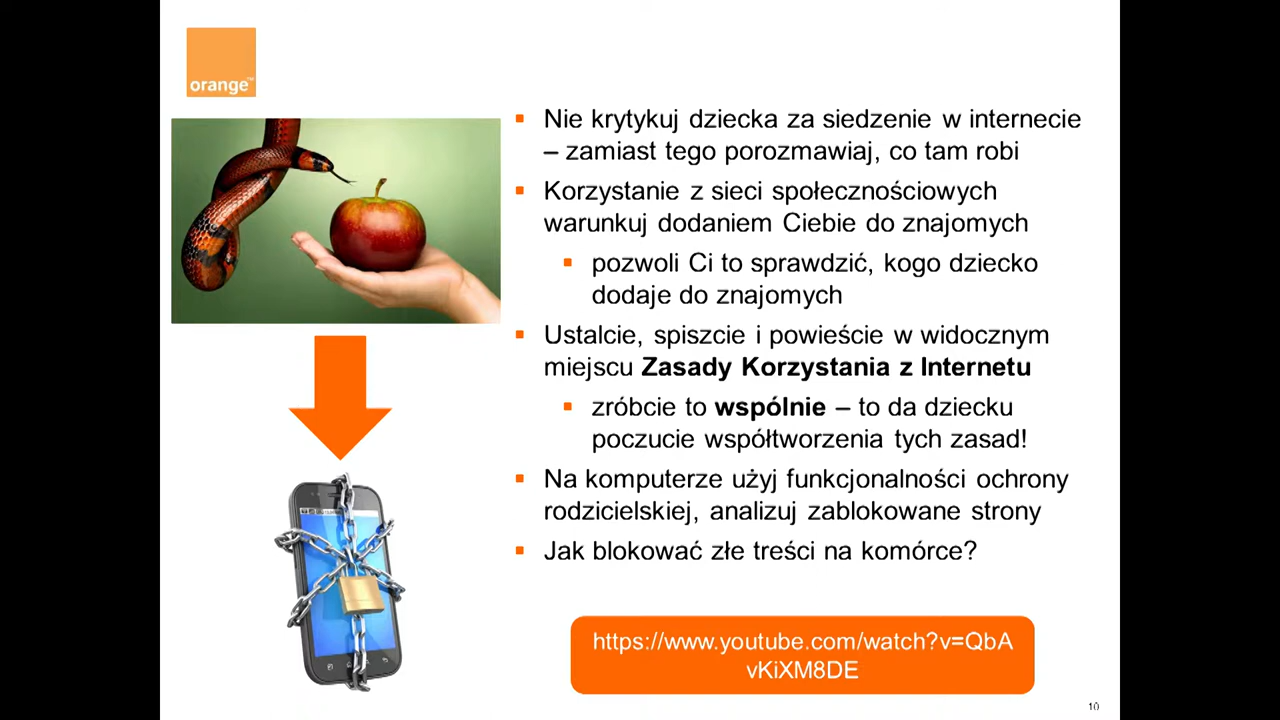 orange™
Nie krytykuj dziecka za siedzenie w internecie
– zamiast tego porozmawiaj, co tam robi
Korzystanie z sieci społecznościowych
warunkuj dodaniem Ciebie do znajomych
pozwoli Ci to sprawdzić, kogo dziecko
dodaje do znajomych
Ustalcie, spiszcie i powieście w widocznym
miejscu Zasady Korzystania z Internetu
zróbcie to wspólnie – to da dziecku
poczucie współtworzenia tych zasad!
Na komputerze użyj funkcjonalności ochrony
rodzicielskiej, analizuj zablokowane strony
Jak blokować złe treści na komórce?
https://www.youtube.com/watch?v=QbA
vKiXM8DE
10